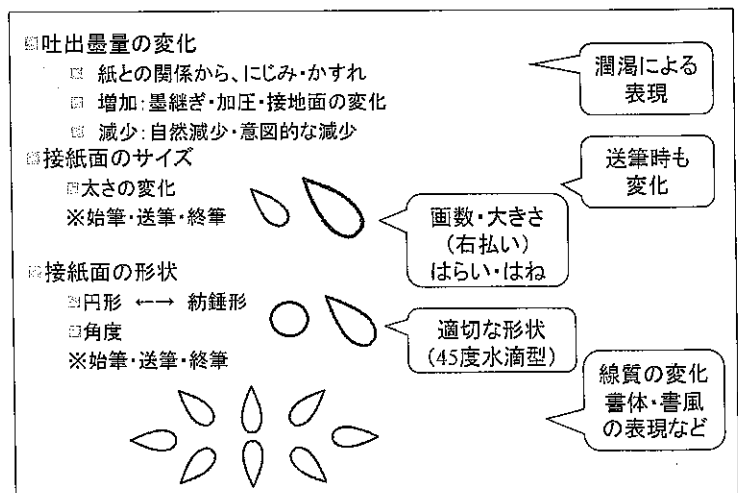 吐出墨量の変化
紙との関係から、にじみ・かすれ
増加:墨継ぎ・加圧・接地面の変化
減少:自然減少・意図的な減少
潤渇による
表現
接紙面のサイズ
太さの変化
※始筆・送筆・終筆
送筆時も
変化
画数・大きさ
(右払い)
はらい・はね
接紙面の形状
円形 ←→ 紡錘形
角度
※始筆・送筆・終筆
適切な形状
(45度水滴型)
線質の変化
書体・書風
の表現など